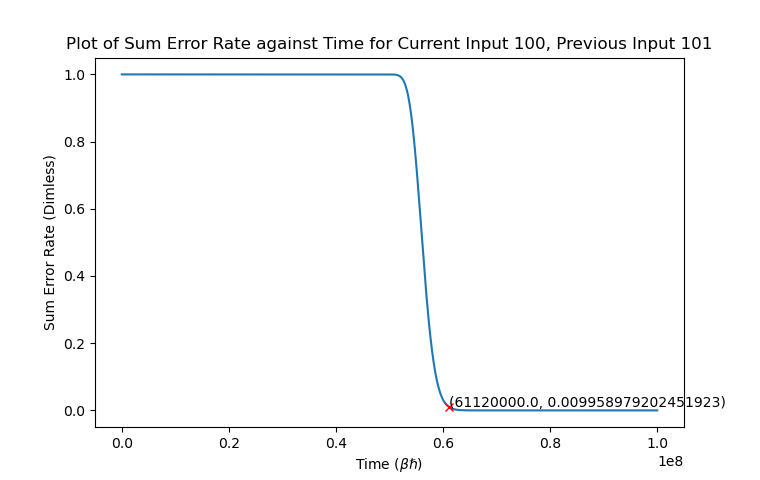 Plot of Sum Error Rate against Time for Current Input 100, Previous Input 101
Sum Error Rate (Dimless)
1.0
0.8
0.6
0.4
0.2
0.0
(61120000.0, 0.009958979202451923)
0.0 0.2 0.4 0.6 0.8 1.0
1e8
Time (βħ)